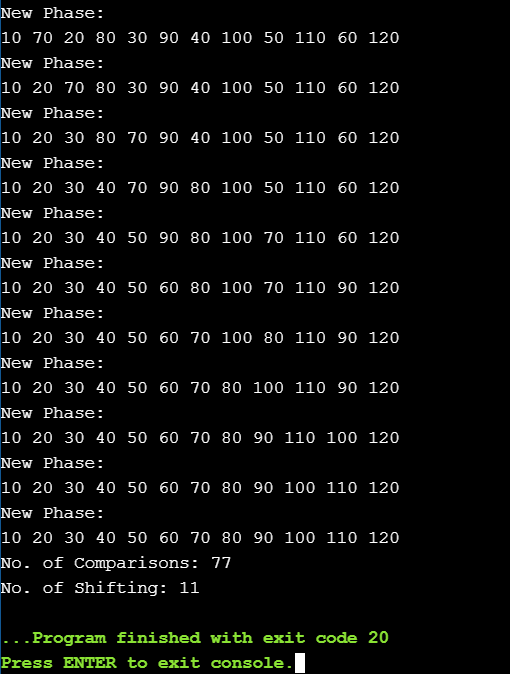 New Phase:
10 70 20 80 30 90 40 100 50 110 60 120
New Phase:
10 20 70 80 30 90 40 100 50 110 60 120
New Phase:
10 20 30 80 70 90 40 100 50 110 60 120
New Phase:
10 20 30 40 70 90 80 100 50 110 60 120
New Phase:
10 20 30 40 50 90 80 100 70 110 60 120
New Phase:
10 20 30 40 50 60 80 100 70 110 90 120
New Phase:
10 20 30 40 50 60 70 100 80 110 90 120
New Phase:
10 20 30 40 50 60 70 80 100 110 90 120
New Phase:
10 20 30 40 50 60 70 80 90 110 100 120
New Phase:
10 20 30 40 50 60 70 80 90 100 110 120
New Phase:
10 20 30 40 50 60 70 80 90 100 110 120
No. of Comparisons: 77
No. of Shifting: 11
...Program finished with exit code 20
Press ENTER to exit console.